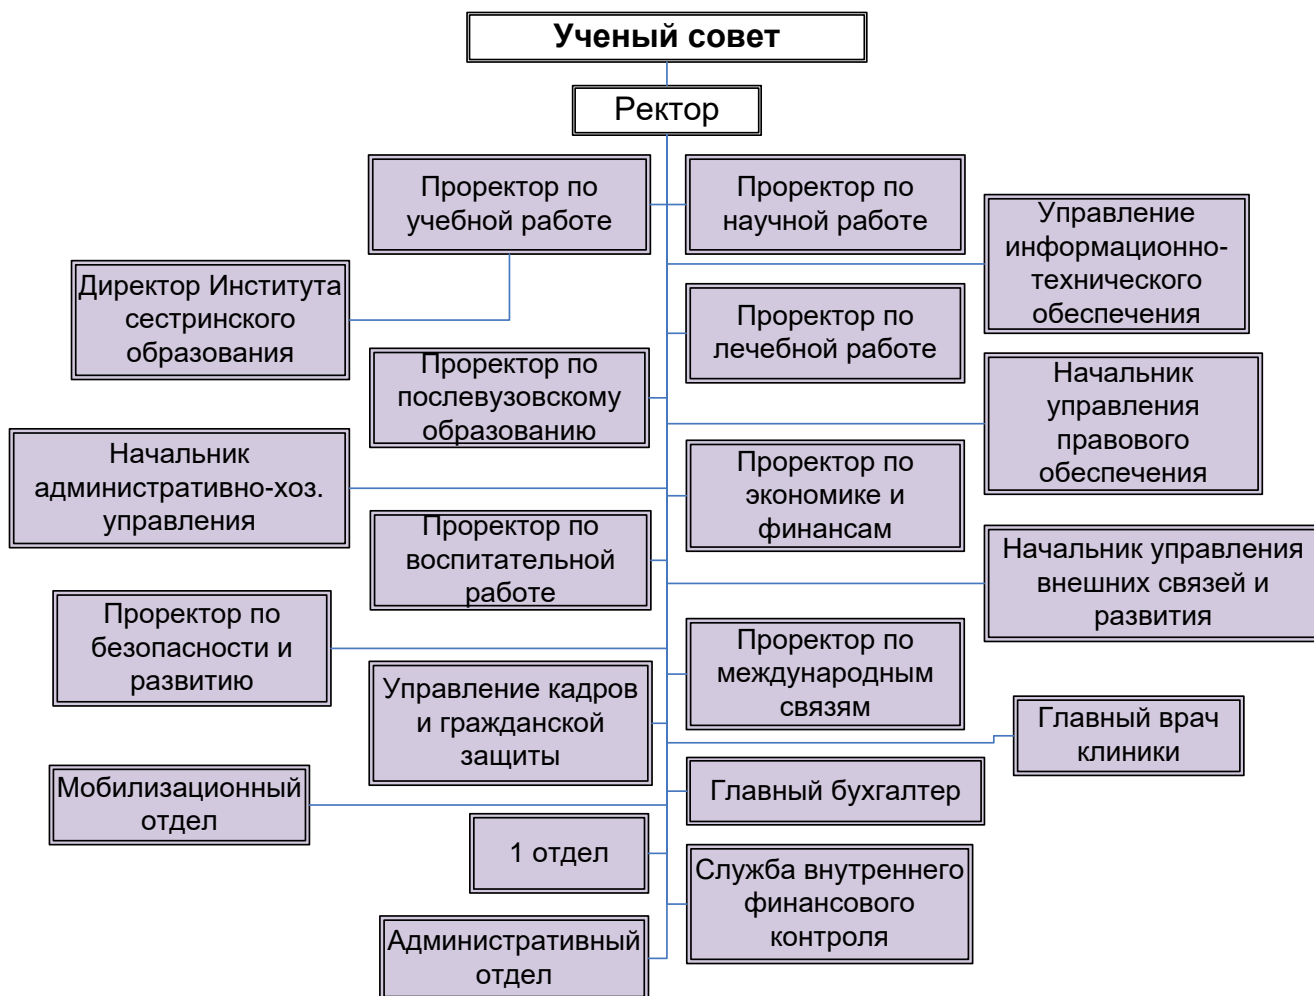 Ученый совет
Ректор
Проректор по
учебной работе
Проректор по
научной работе
Управление
информационно-
технического
обеспечения
Директор Института
сестринского
образования
Проректор по
лечебной работе
Проректор по
послевузовскому
образованию
Начальник
управления
правового
обеспечения
Начальник
административно-хоз.
управления
Проректор по
экономике и
финансам
Проректор по
воспитательной
работе
Начальник управления
внешних связей и
развития
Проректор по
безопасности и
развитию
Проректор по
международным
связям
Управление кадров
и гражданской
защиты
Главный врач
клиники
Мобилизационный
отдел
Главный бухгалтер
1 отдел
Служба внутреннего
финансового
контроля
Административный
отдел